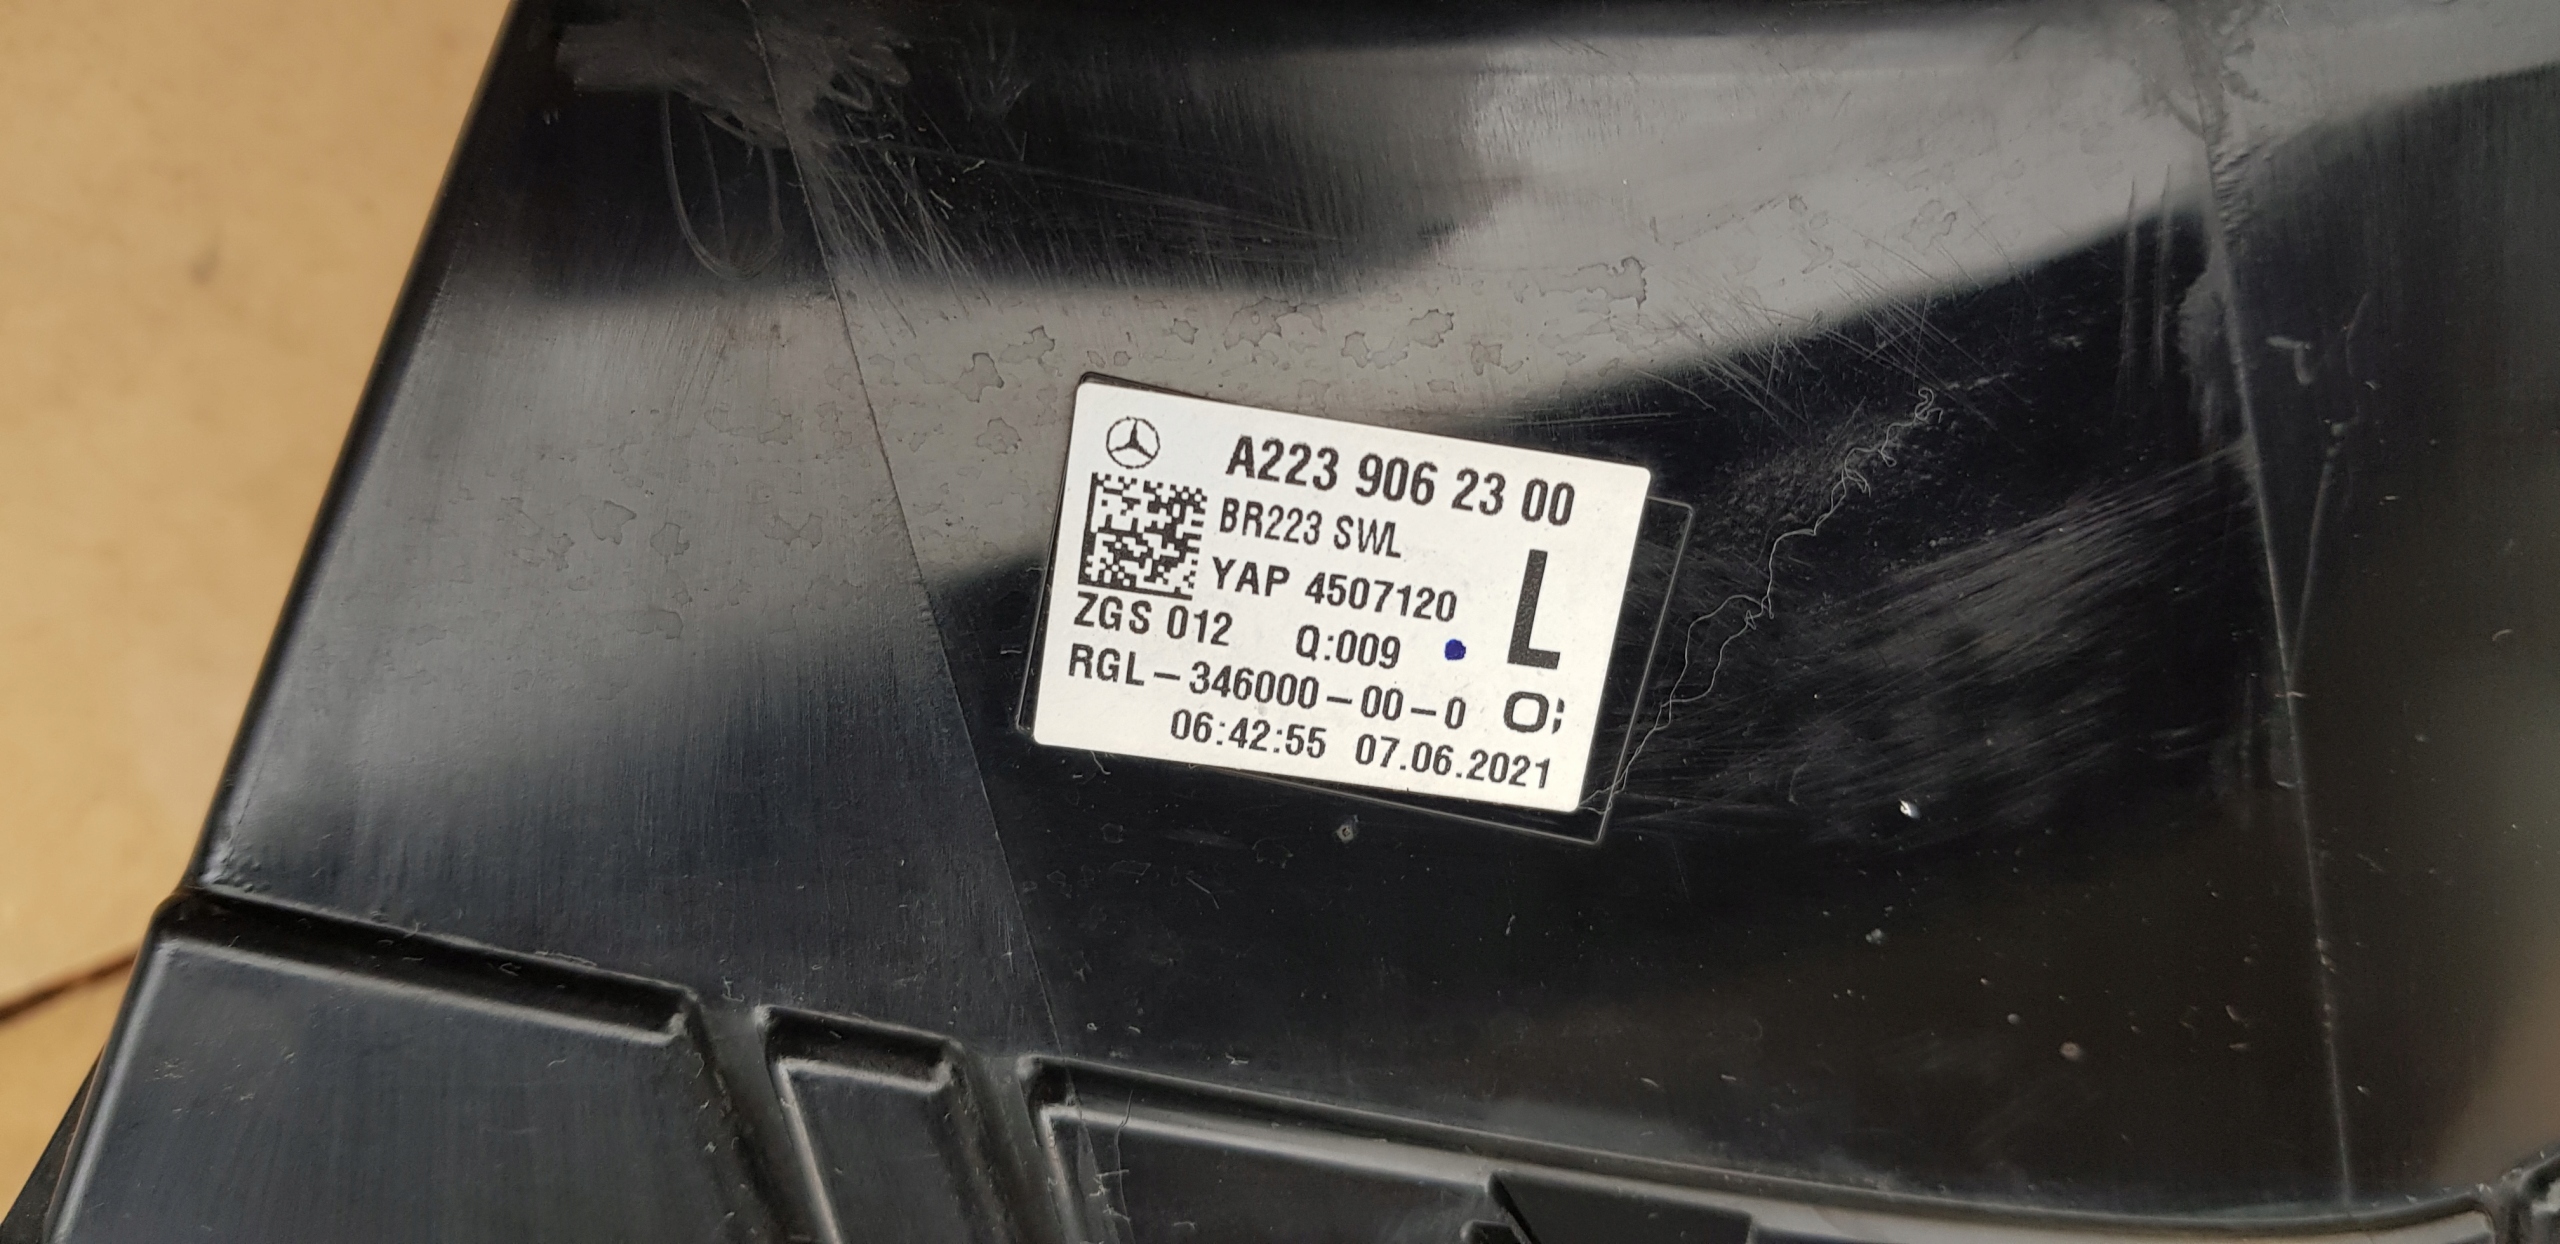 A223 906 23 00
BR223 SWL
YAP 4507120
L
ZGS 012 Q:009
RGL-346000-00-0 O;
06:42:55 07.06.2021